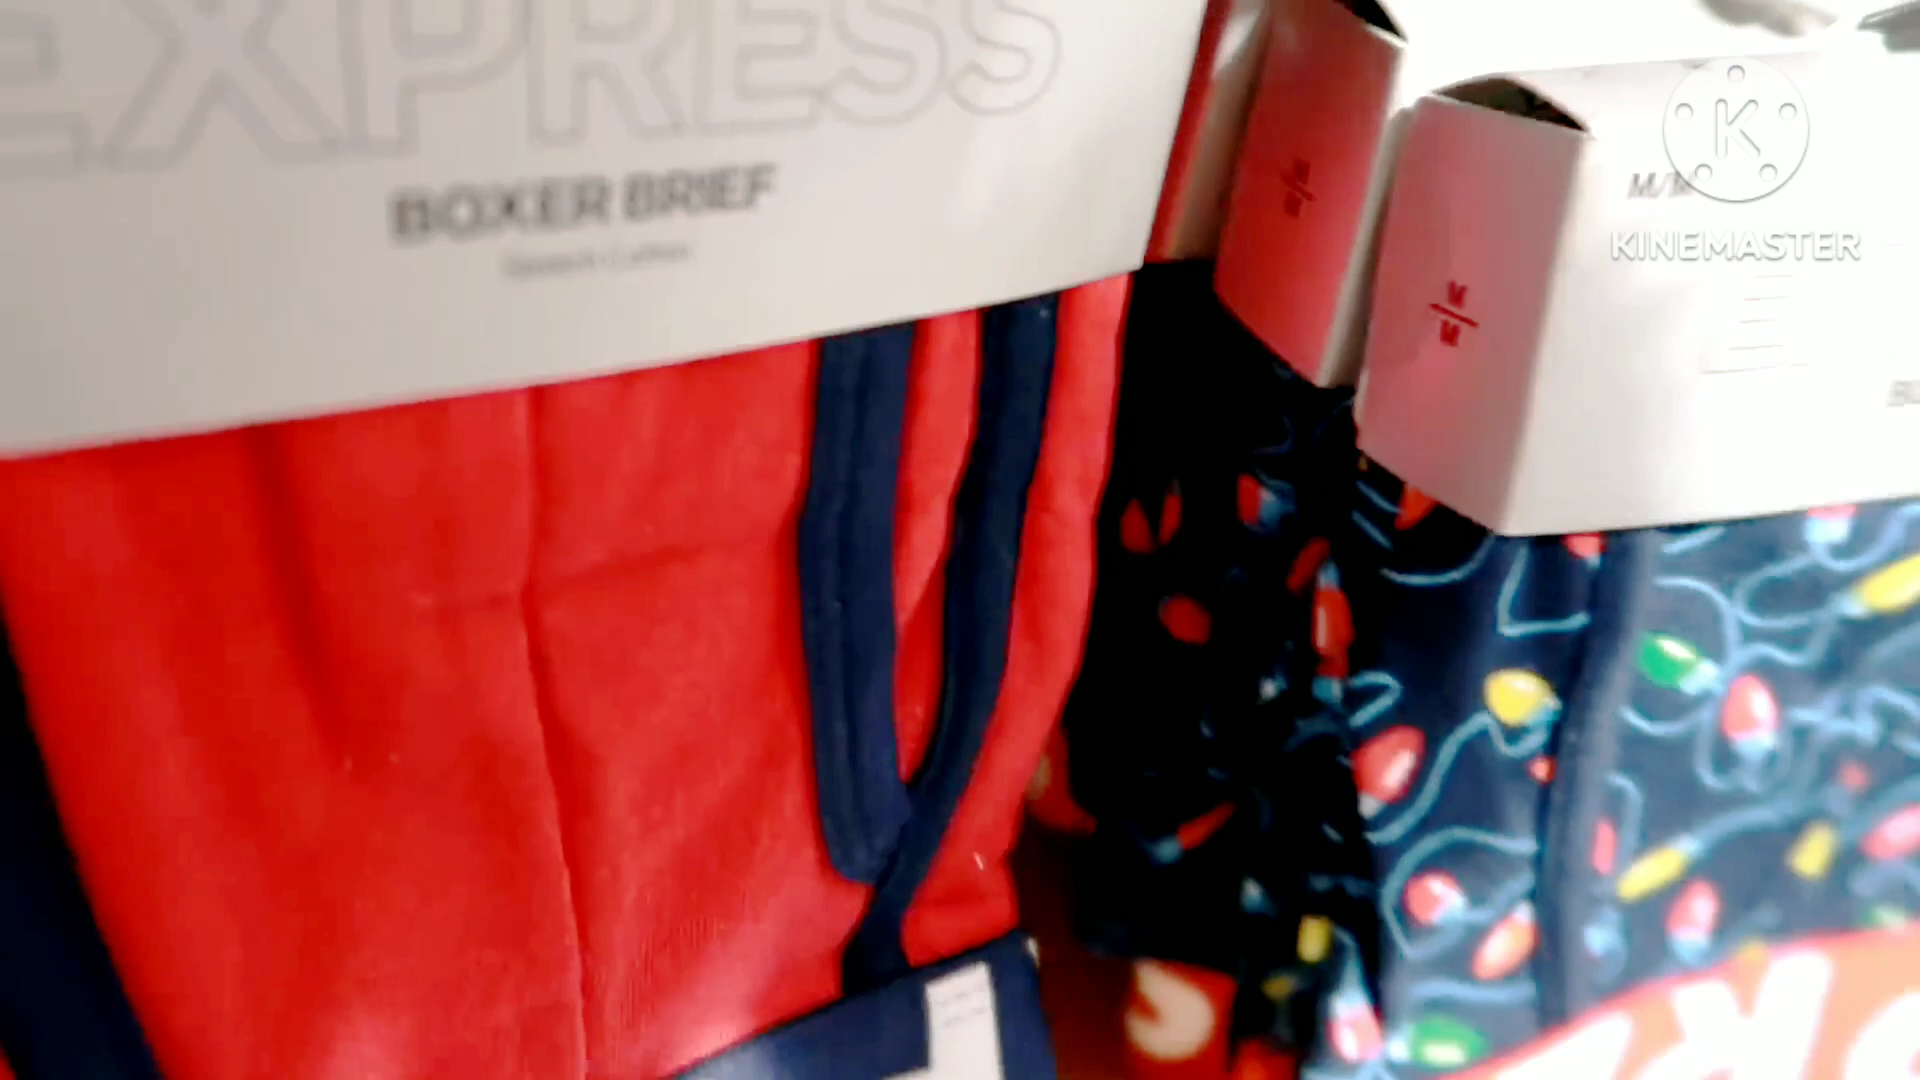 EXPRESS
BOXER BRIEF
M
M
M
M
M/M
KINEMASTER